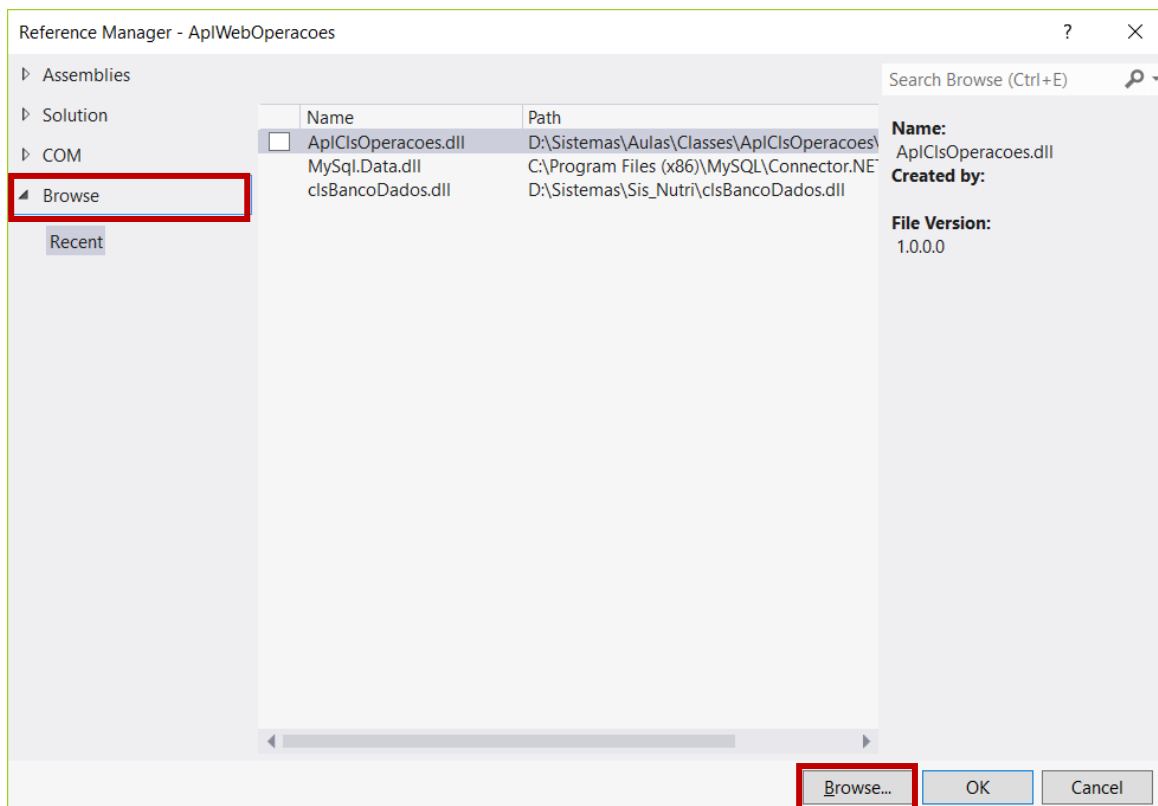 Reference Manager - AplWebOperacoes ?
Assemblies
Solution
COM
Browse
Recent
Name Path
AplClsOperacoes.dll D:\Sistemas\Aulas\Classes\AplClsOperacoes\
MySql.Data.dll C:\Program Files (x86)\MySQL\Connector.NET
clsBancoDados.dll D:\Sistemas\Sis_Nutri\clsBancoDados.dll
Search Browse (Ctrl+E)
Name:
AplClsOperacoes.dll
Created by:
File Version:
1.0.0.0
Browse... OK Cancel